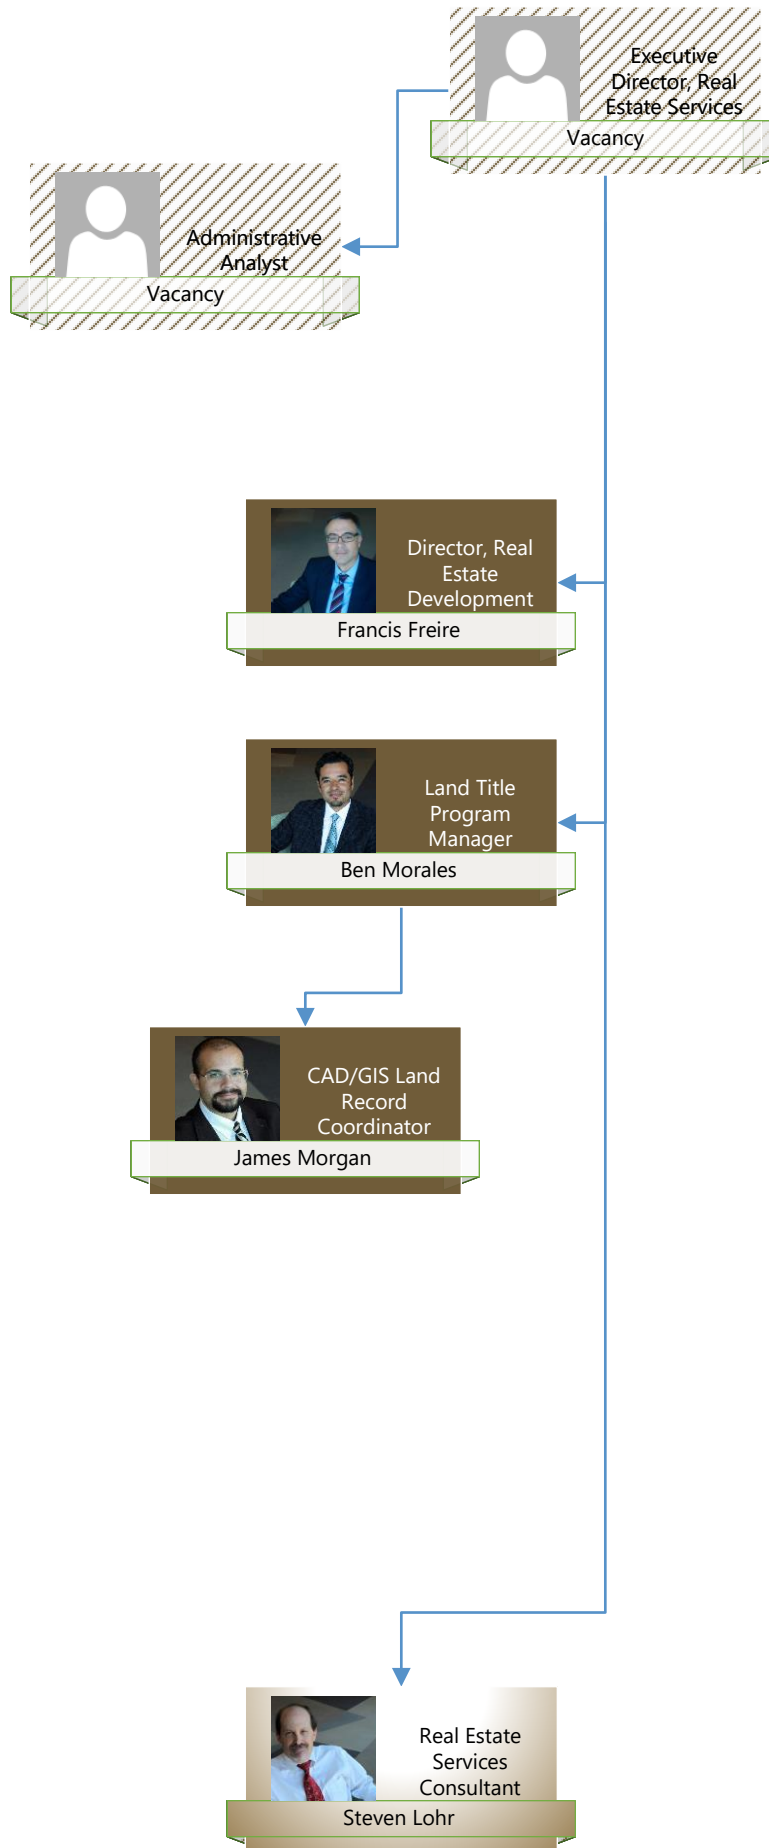 Executive
Director, Real
Estate Services
Vacancy
Administrative
Analyst
Vacancy
Director, Real
Estate
Development
Francis Freire
Land Title
Program
Manager
Ben Morales
CAD/GIS Land
Record
Coordinator
James Morgan
Real Estate
Services
Consultant
Steven Lohr